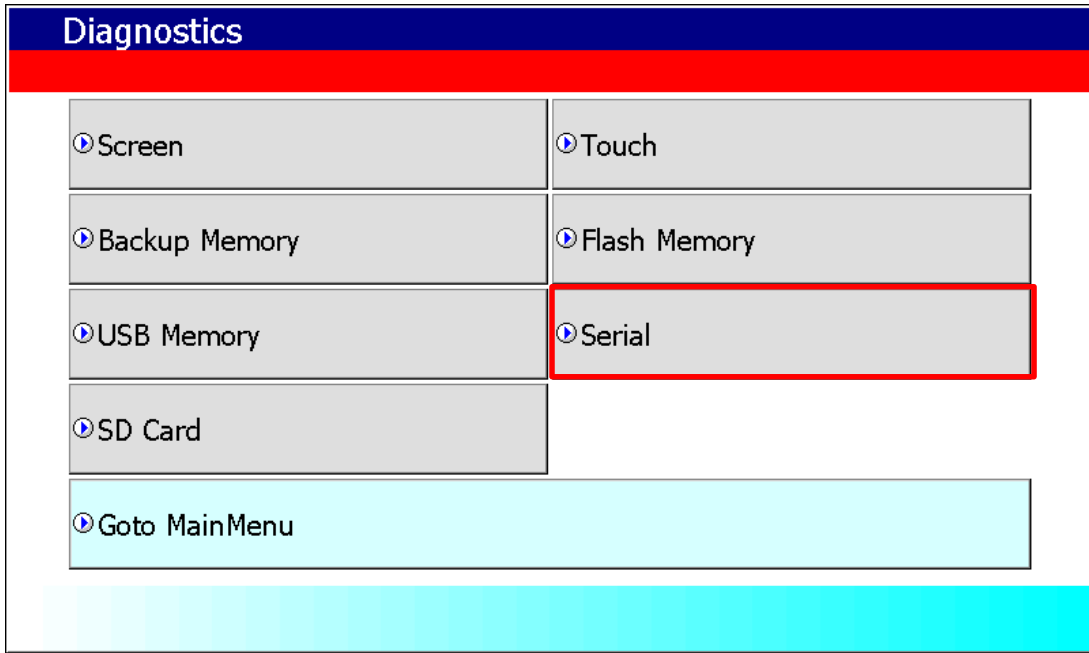 Diagnostics
Screen
Touch
Backup Memory
Flash Memory
USB Memory
Serial
SD Card
Goto MainMenu